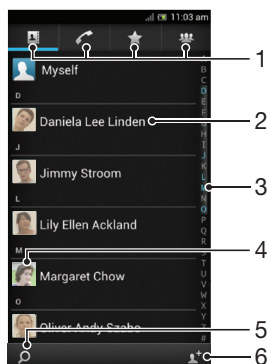 11:03 am
1
Myself
D
Daniela Lee Linden
2
J
Jimmy Stroom
3
L
Lily Ellen Ackland
M
4
Margaret Chow
O
Oliver Andy Szabo
5
6
A
B
C
D
E
F
G
H
I
J
K
L
M
N
O
P
Q
R
S
T
U
V
W
X
Y
Z
#